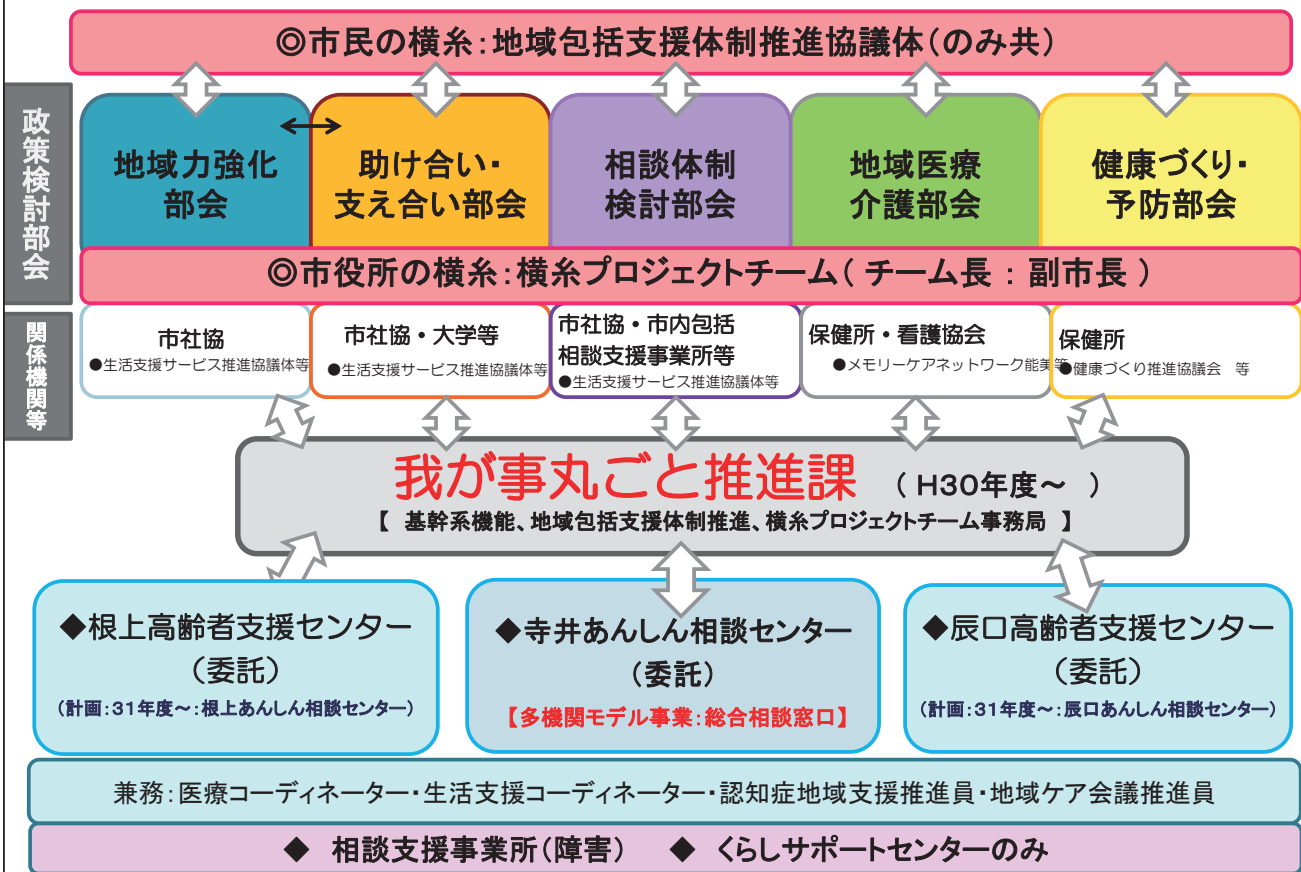 ◎市民の横糸：地域包括支援体制推進協議体（のみ共）
政策検討部会
地域力強化
部会
助け合い・
支え合い部会
相談体制
検討部会
地域医療
介護部会
健康づくり・
予防部会
◎市役所の横糸：横糸プロジェクトチーム（ チーム長 ： 副市長 ）
関係機関等
市社協
●生活支援サービス推進協議体等
市社協・大学等
●生活支援サービス推進協議体等
市社協・市内包括
相談支援事業所等
●生活支援サービス推進協議体等
保健所・看護協会
●メモリーケアネットワーク能美等
保健所
●健康づくり推進協議会　等
我が事丸ごと推進課　（ H30年度～　）
【 基幹系機能、地域包括支援体制推進、横糸プロジェクトチーム事務局 】
◆根上高齢者支援センター
（委託）
（計画：31年度～：根上あんしん相談センター）
◆寺井あんしん相談センター
（委託）
【多機関モデル事業：総合相談窓口】
◆辰口高齢者支援センター
（委託）
（計画：31年度～：辰口あんしん相談センター）
兼務：医療コーディネーター・生活支援コーディネーター・認知症地域支援推進員・地域ケア会議推進員
◆　相談支援事業所（障害）　◆　くらしサポートセンターのみ